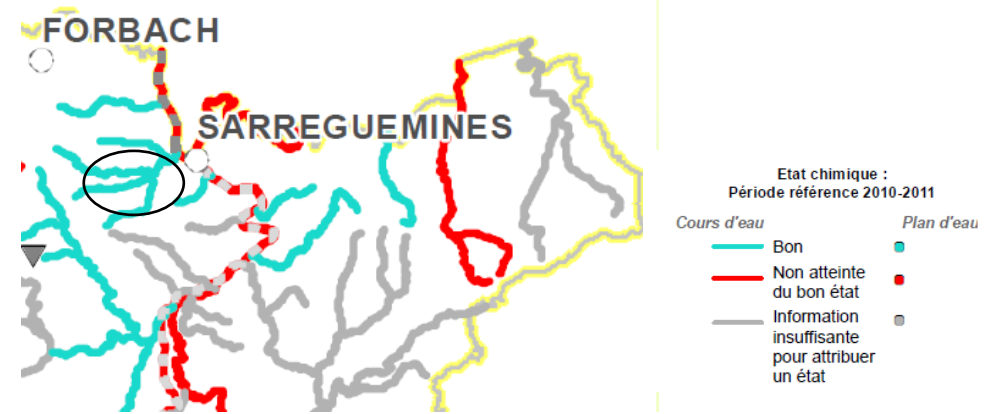 FORBACH
SARREGUEMINES
Etat chimique :
Période référence 2010-2011
Cours d'eau Plan d'eau
Bon
Non atteinte
du bon état
Information
insuffisante
pour attribuer
un état